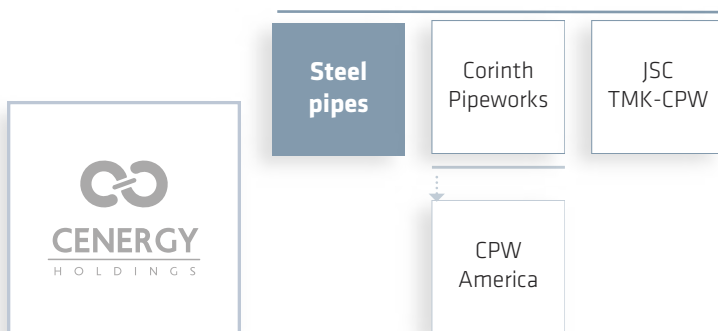 Steel
pipes
Corinth
Pipeworks
JSC
TMK-CPW
CENERGY
HOLDINGS
CPW
America